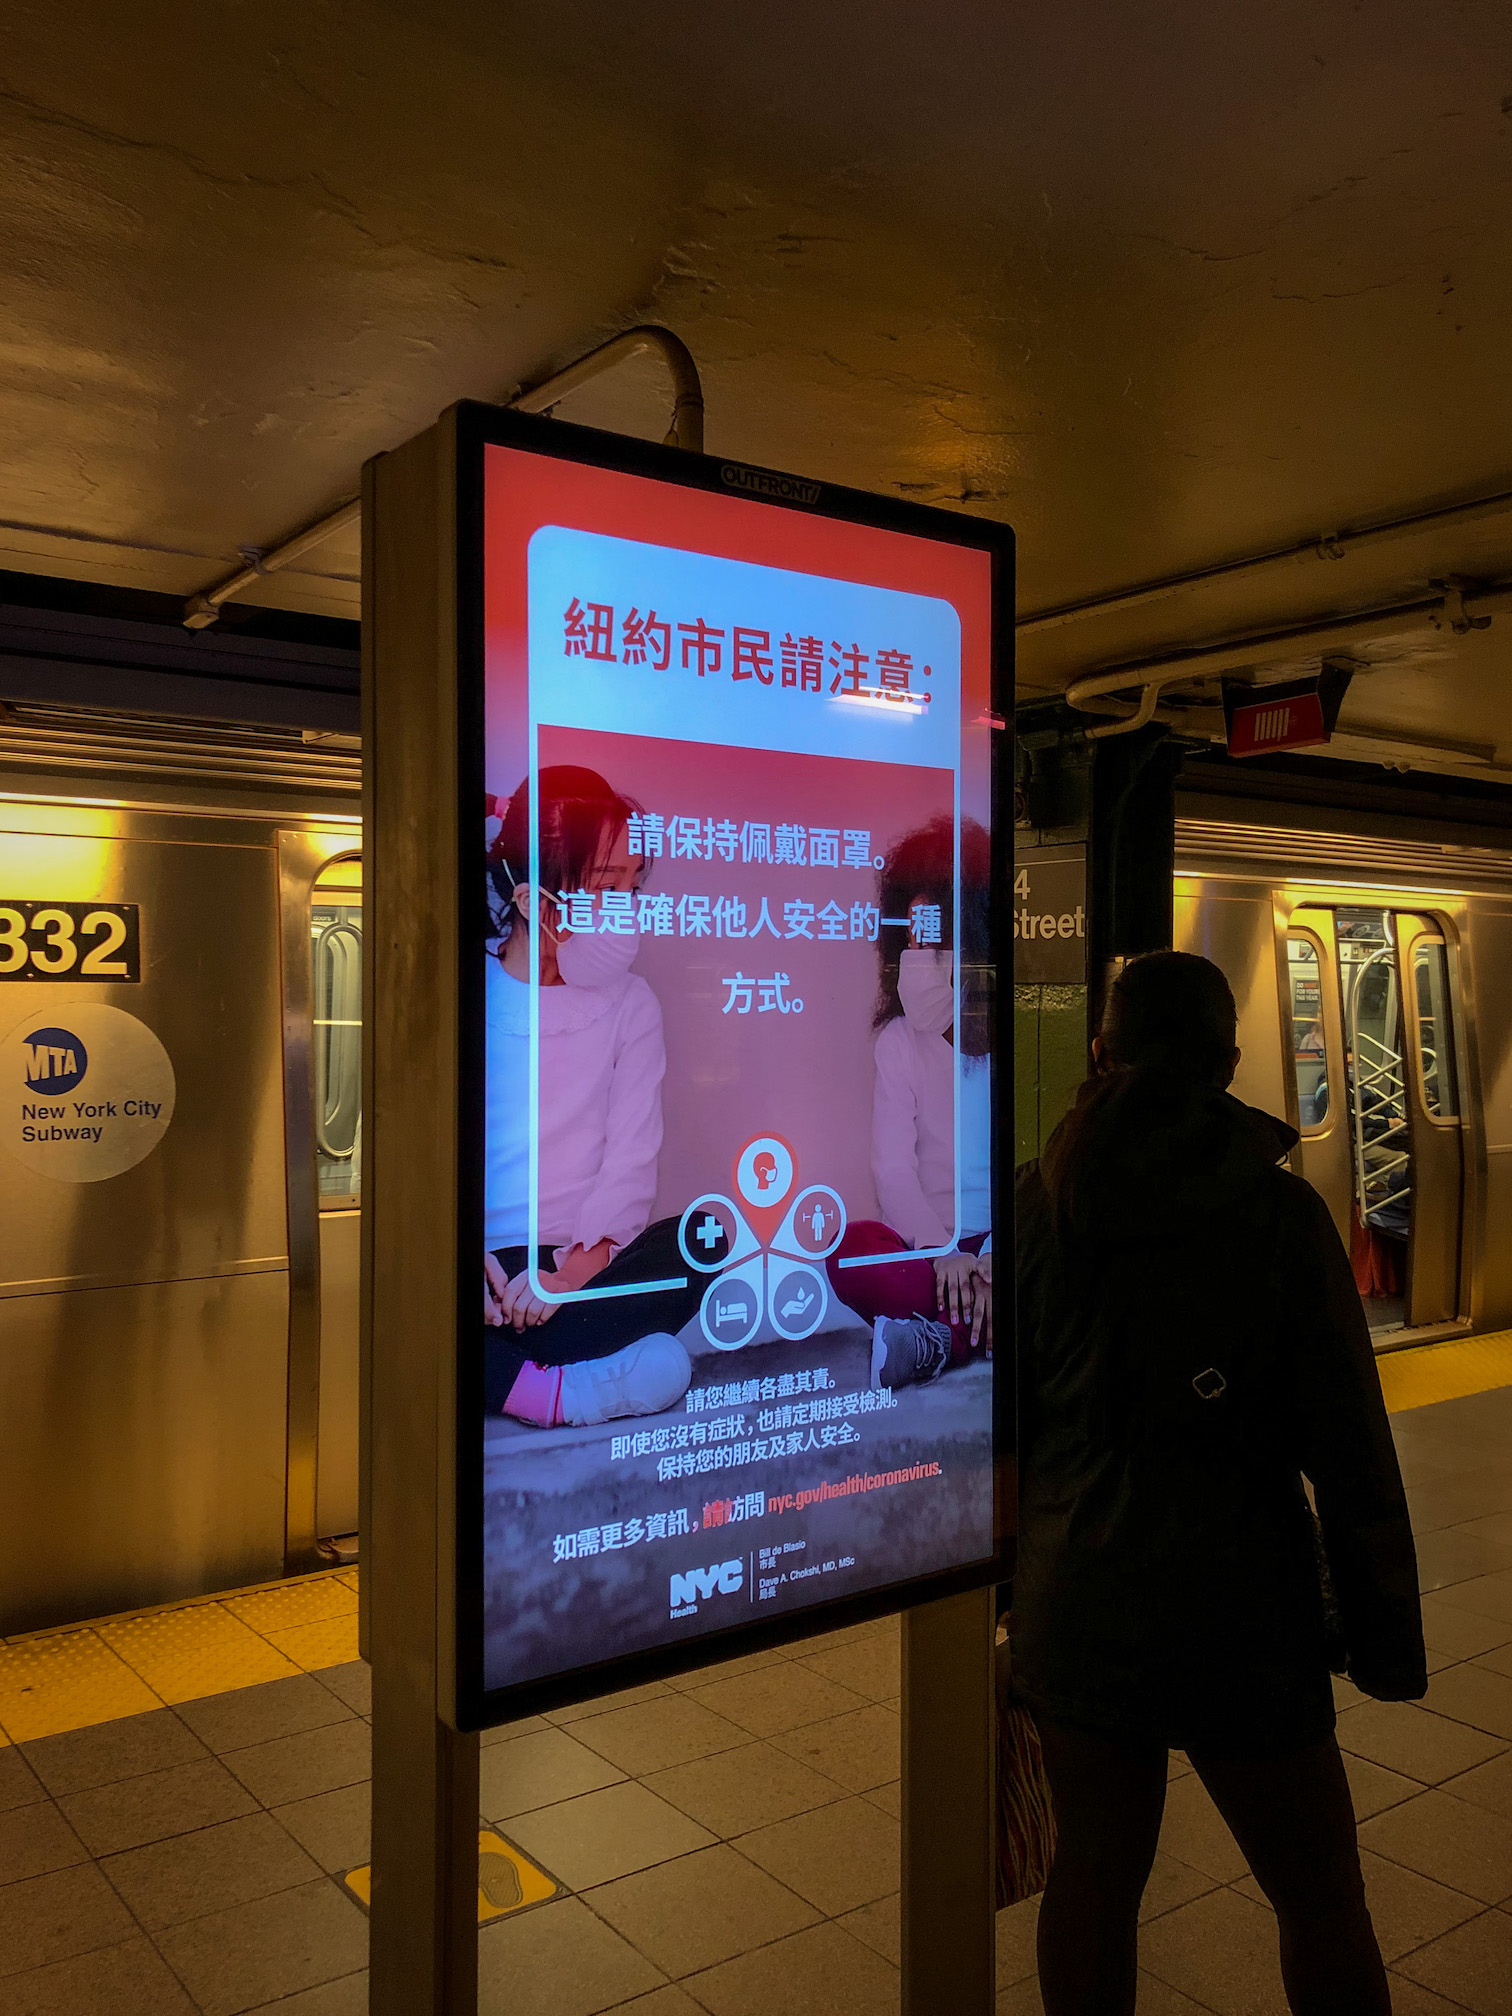 OUTFRONT/
紐約市民請注意：
請保持佩戴面罩。
這是確保他人安全的一種
方式。
請您繼續各盡其責。
即使您沒有症狀，也請定期接受檢測。
保持您的朋友及家人安全。
如需更多資訊，請訪問 nyc.gov/health/coronavirus.
NYC
Health
Bill de Blasio
市長
Dave A. Chokshi, MD, MSc
局長
332
MTA
New York City
Subway
4
Street